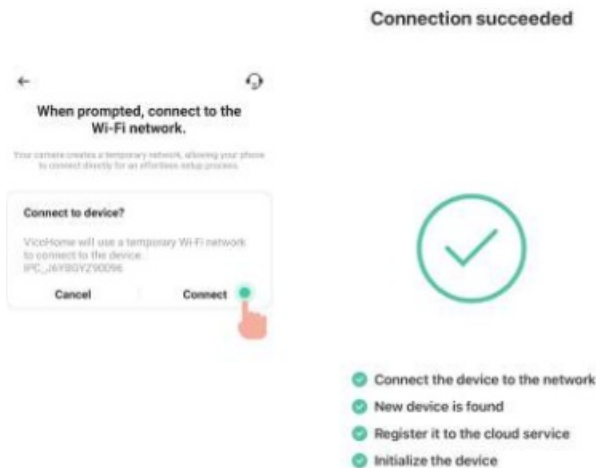 Connection succeeded
When prompted, connect to the
Wi-Fi network.
Your camera creates a temporary network, allowing your phone
to connect directly for an effortless setup process.
Connect to device?
VicoHome will use a temporary Wi-Fi network
to connect to the device.
Cancel
Connect
Connect the device to the network
New device is found
Register it to the cloud service
Initialize the device